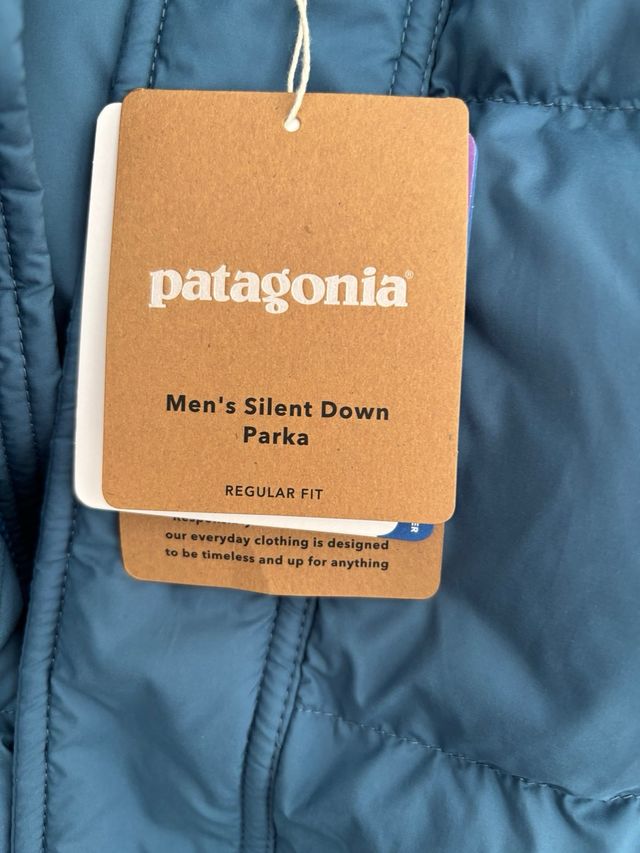 patagonia®
Men's Silent Down
Parka
REGULAR FIT
our everyday clothing is designed
to be timeless and up for anything